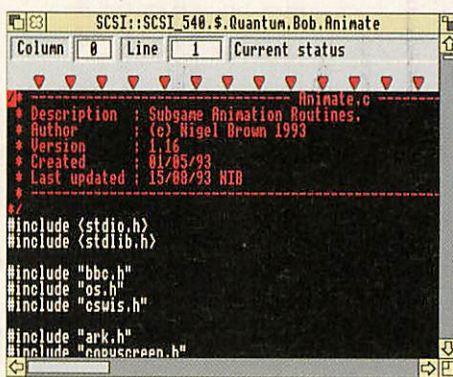 SCSI::SCSI_540.$.Quantum.Bob.Animate
Column 0 Line 1 Current status
/* ---------------------------------- Animate.c --------
* Description : Subgame Animation Routines.
* Author : (c) Nigel Brown 1993
* Version : 1.16
* Created : 01/05/93
* Last updated : 15/08/93 NIB
* ----------------------------------------------------
*/
#include <stdio.h>
#include <stdlib.h>
#include "bbc.h"
#include "os.h"
#include "cswis.h"
#include "ark.h"
#include "copyscreen.h"